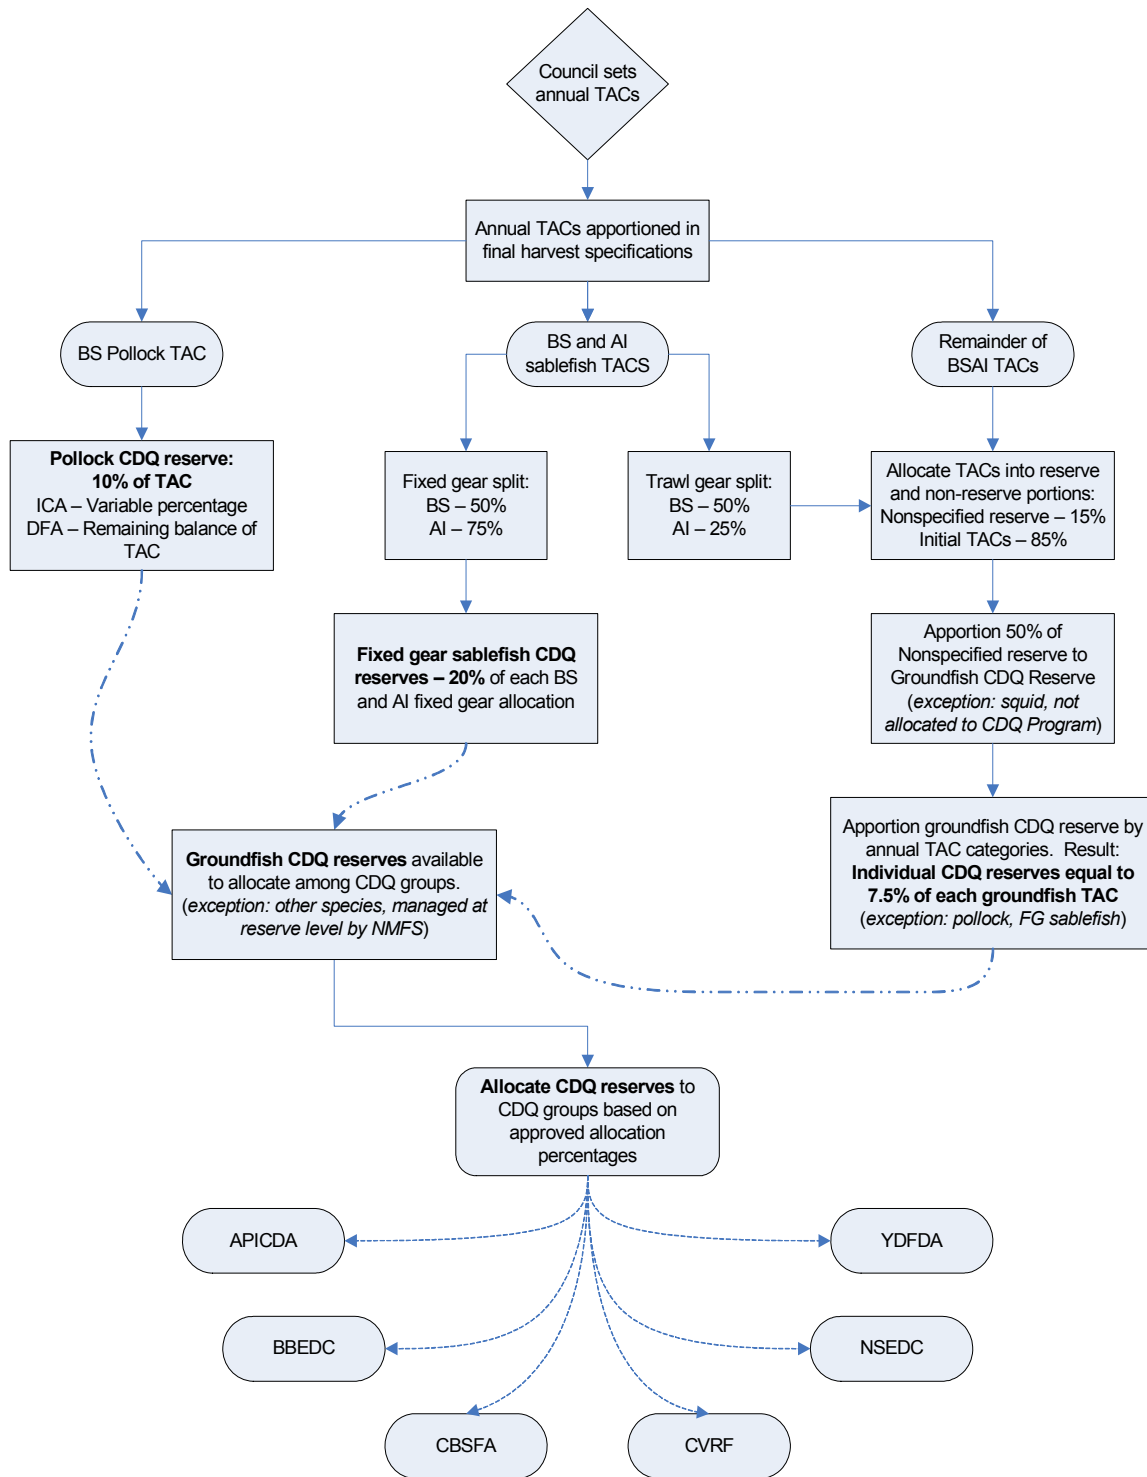 Council sets
annual TACs
Annual TACs apportioned in
final harvest specifications
BS Pollock TAC
BS and AI
sablefish TACS
Remainder of
BSAI TACs
Pollock CDQ reserve:
10% of TAC
ICA – Variable percentage
DFA – Remaining balance of
TAC
Fixed gear split:
BS – 50%
AI – 75%
Trawl gear split:
BS – 50%
AI – 25%
Allocate TACs into reserve
and non-reserve portions:
Nonspecified reserve – 15%
Initial TACs – 85%
Fixed gear sablefish CDQ
reserves – 20% of each BS
and AI fixed gear allocation
Apportion 50% of
Nonspecified reserve to
Groundfish CDQ Reserve
(exception: squid, not
allocated to CDQ Program)
Groundfish CDQ reserves available
to allocate among CDQ groups.
(exception: other species, managed at
reserve level by NMFS)
Apportion groundfish CDQ reserve by
annual TAC categories.  Result:
Individual CDQ reserves equal to
7.5% of each groundfish TAC
(exception: pollock, FG sablefish)
Allocate CDQ reserves to
CDQ groups based on
approved allocation
percentages
APICDA
YDFDA
BBEDC
NSEDC
CBSFA
CVRF